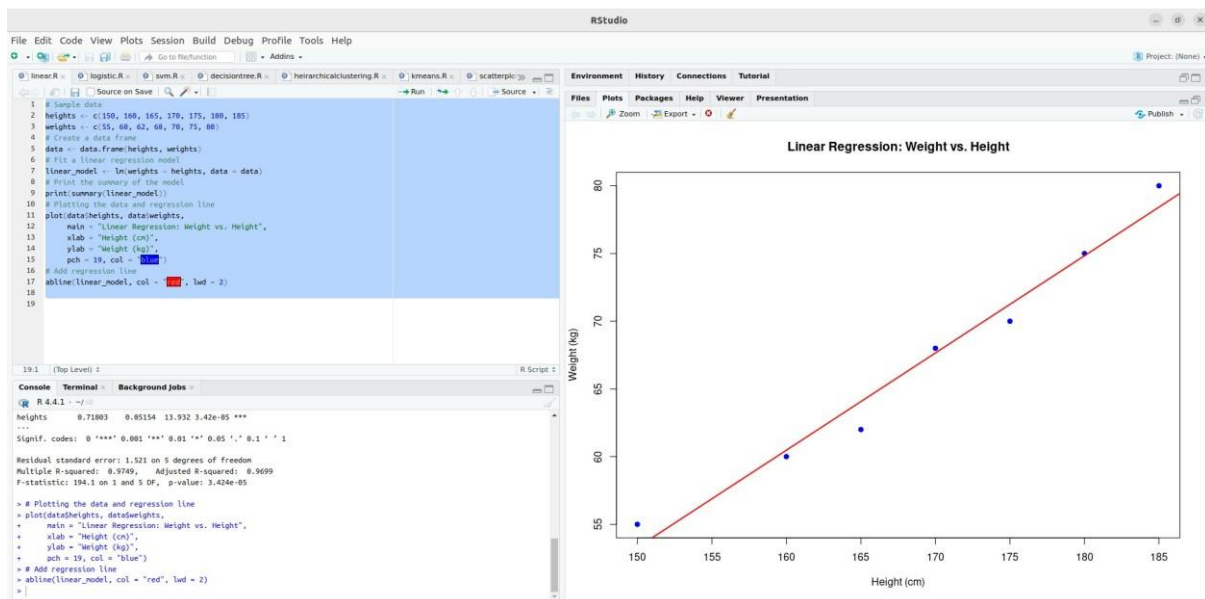 RStudio
File Edit Code View Plots Session Build Debug Profile Tools Help
Go to file/function Addins
Project: (None)
linear.R logistic.R svm.R decisiontree.R heirarchicalclustering.R kmeans.R scatterplo
Source on Save Run Source
1 # Sample data
2 heights <- c(150, 160, 165, 170, 175, 180, 185)
3 weights <- c(55, 60, 62, 68, 70, 75, 80)
4 # Create a data frame
5 data <- data.frame(heights, weights)
6 # Fit a linear regression model
7 linear_model <- lm(weights ~ heights, data = data)
8 # Print the summary of the model
9 print(summary(linear_model))
10 # Plotting the data and regression line
11 plot(data$heights, data$weights,
12 main = "Linear Regression: Weight vs. Height",
13 xlab = "Height (cm)",
14 ylab = "Weight (kg)",
15 pch = 19, col = "blue")
16 # Add regression line
17 abline(linear_model, col = "red", lwd = 2)
18
19
19:1 (Top Level) R Script
Console Terminal Background Jobs
R 4.4.1 · ~/
heights 0.71803 0.05154 13.932 3.42e-05 ***
---
Signif. codes: 0 ‘***’ 0.001 ‘**’ 0.01 ‘*’ 0.05 ‘.’ 0.1 ‘ ’ 1
Residual standard error: 1.521 on 5 degrees of freedom
Multiple R-squared: 0.9749, Adjusted R-squared: 0.9699
F-statistic: 194.1 on 1 and 5 DF, p-value: 3.424e-05
> # Plotting the data and regression line
> plot(data$heights, data$weights,
+ main = "Linear Regression: Weight vs. Height",
+ xlab = "Height (cm)",
+ ylab = "Weight (kg)",
+ pch = 19, col = "blue")
> # Add regression line
> abline(linear_model, col = "red", lwd = 2)
>
Environment History Connections Tutorial
Files Plots Packages Help Viewer Presentation
Zoom Export Publish
Linear Regression: Weight vs. Height
Weight (kg)
80
75
70
65
60
55
150 155 160 165 170 175 180 185
Height (cm)